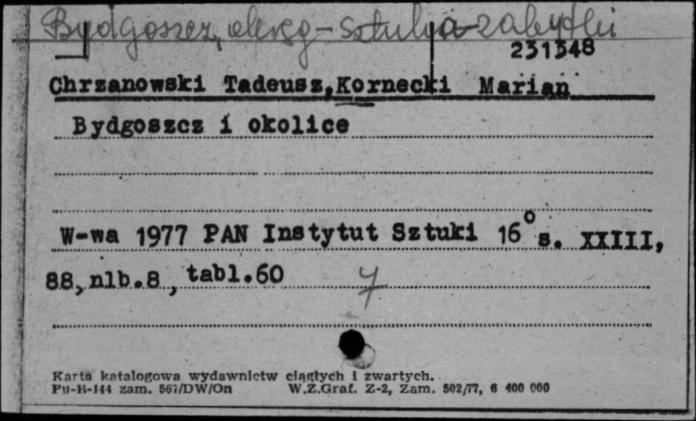 Bydgoszcz, okręg - sztuka - zabytki
231348
Chrzanowski Tadeusz, Kornecki Marian
Bydgoszcz i okolice
W-wa 1977 PAN Instytut Sztuki 16° s. XXIII,
88, nlb.8, tabl.60
7
Karta katalogowa wydawnictw ciągłych i zwartych.
Pu-K-144 zam. 567/DW/On W.Z.Graf. Z-2, Zam. 502/77, 6 400 000